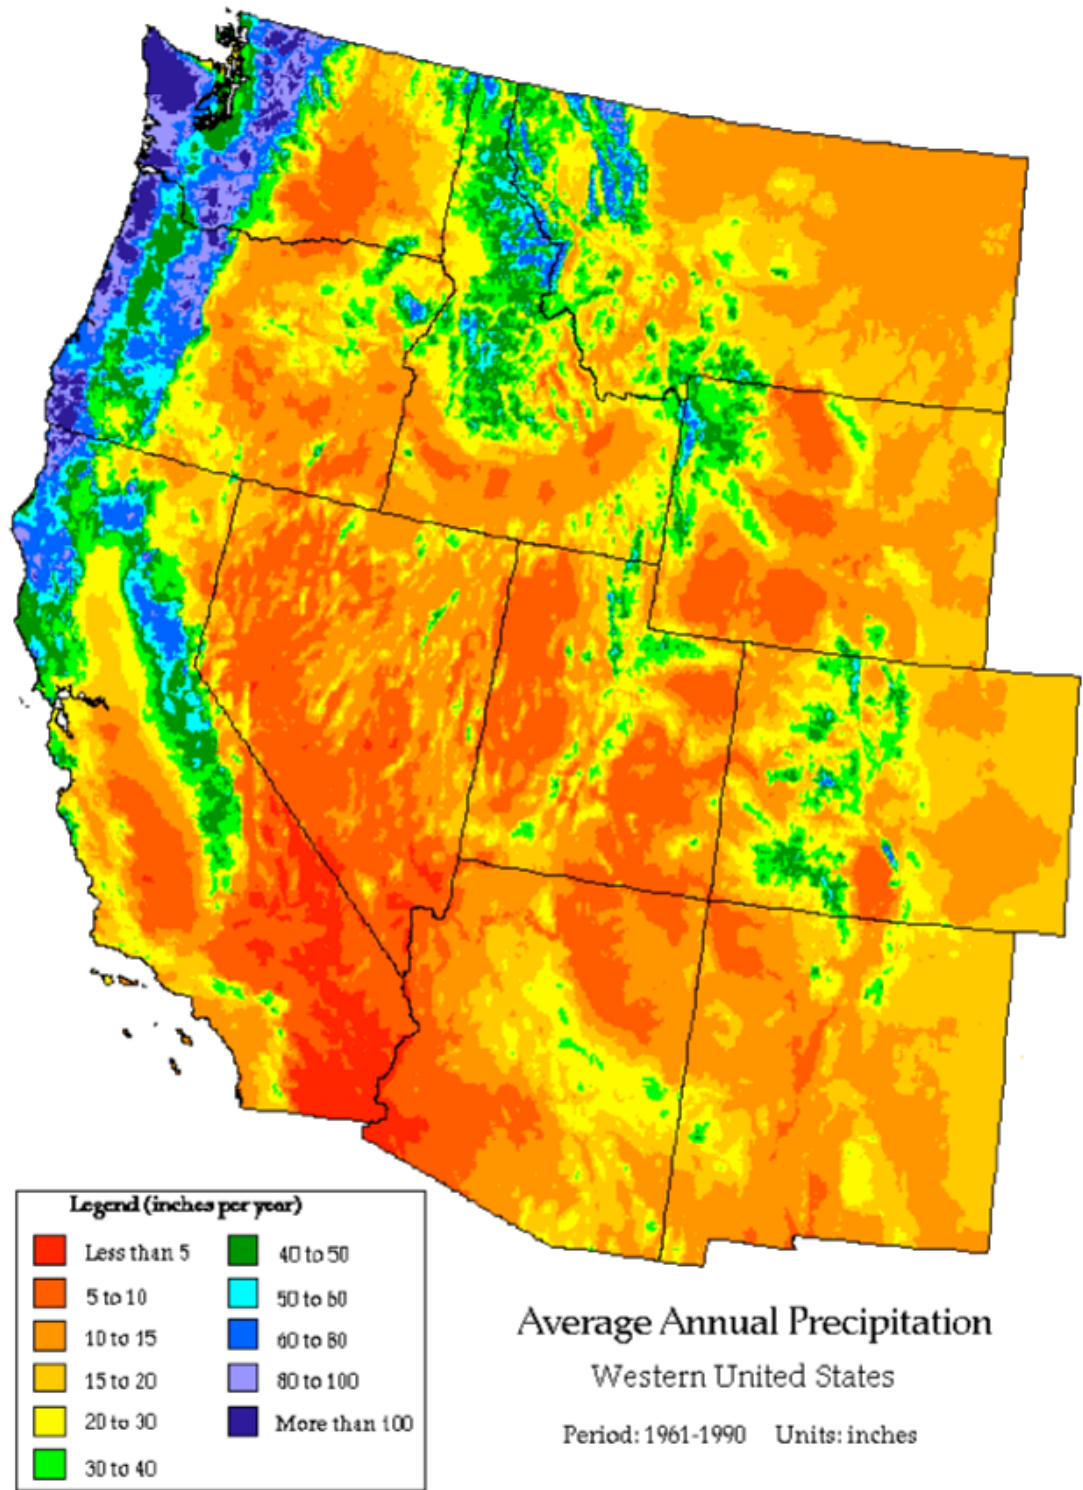 Legend (inches per year)
Less than 5
5 to 10
10 to 15
15 to 20
20 to 30
30 to 40
40 to 50
50 to 60
60 to 80
80 to 100
More than 100
Average Annual Precipitation
Western United States
Period: 1961-1990 Units: inches